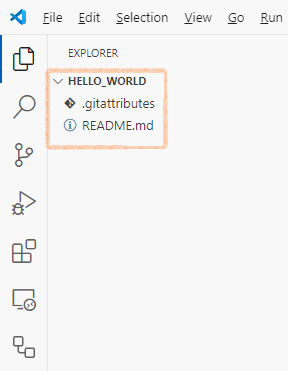 File Edit Selection View Go Run
EXPLORER
HELLO_WORLD
.gitattributes
README.md